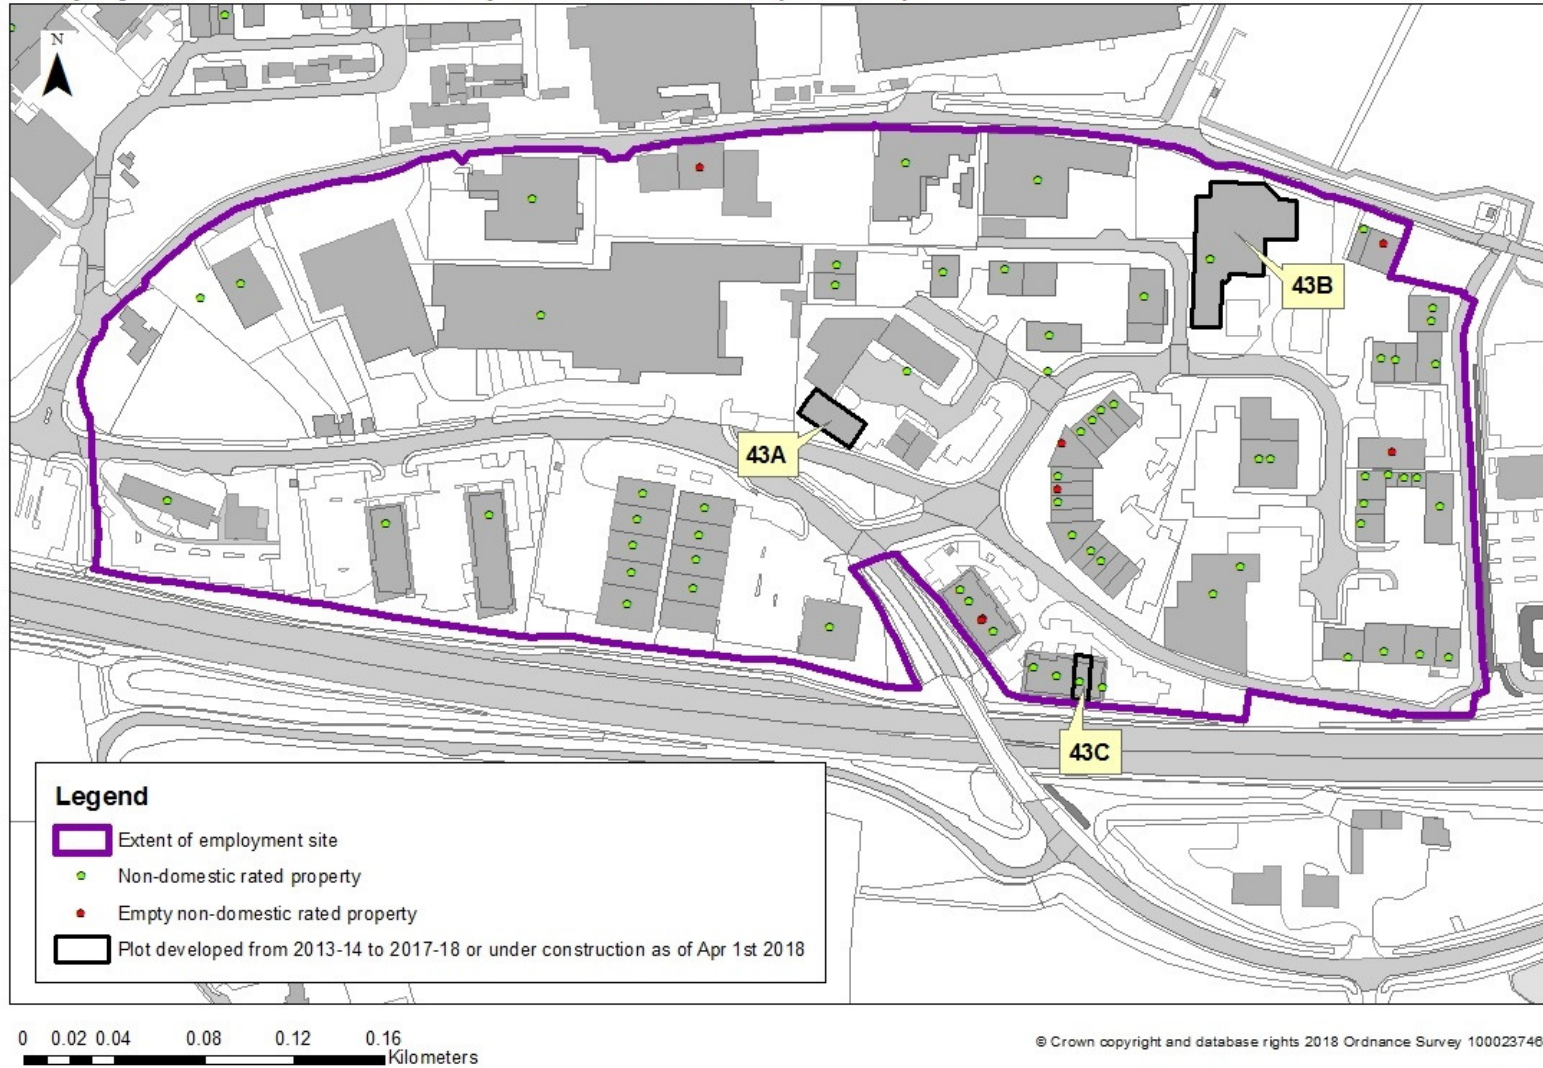 N
43B
43A
43C
Legend
Extent of employment site
Non-domestic rated property
Empty non-domestic rated property
Plot developed from 2013-14 to 2017-18 or under construction as of Apr 1st 2018
0 0.02 0.04 0.08 0.12 0.16
Kilometers
© Crown copyright and database rights 2018 Ordnance Survey 100023746